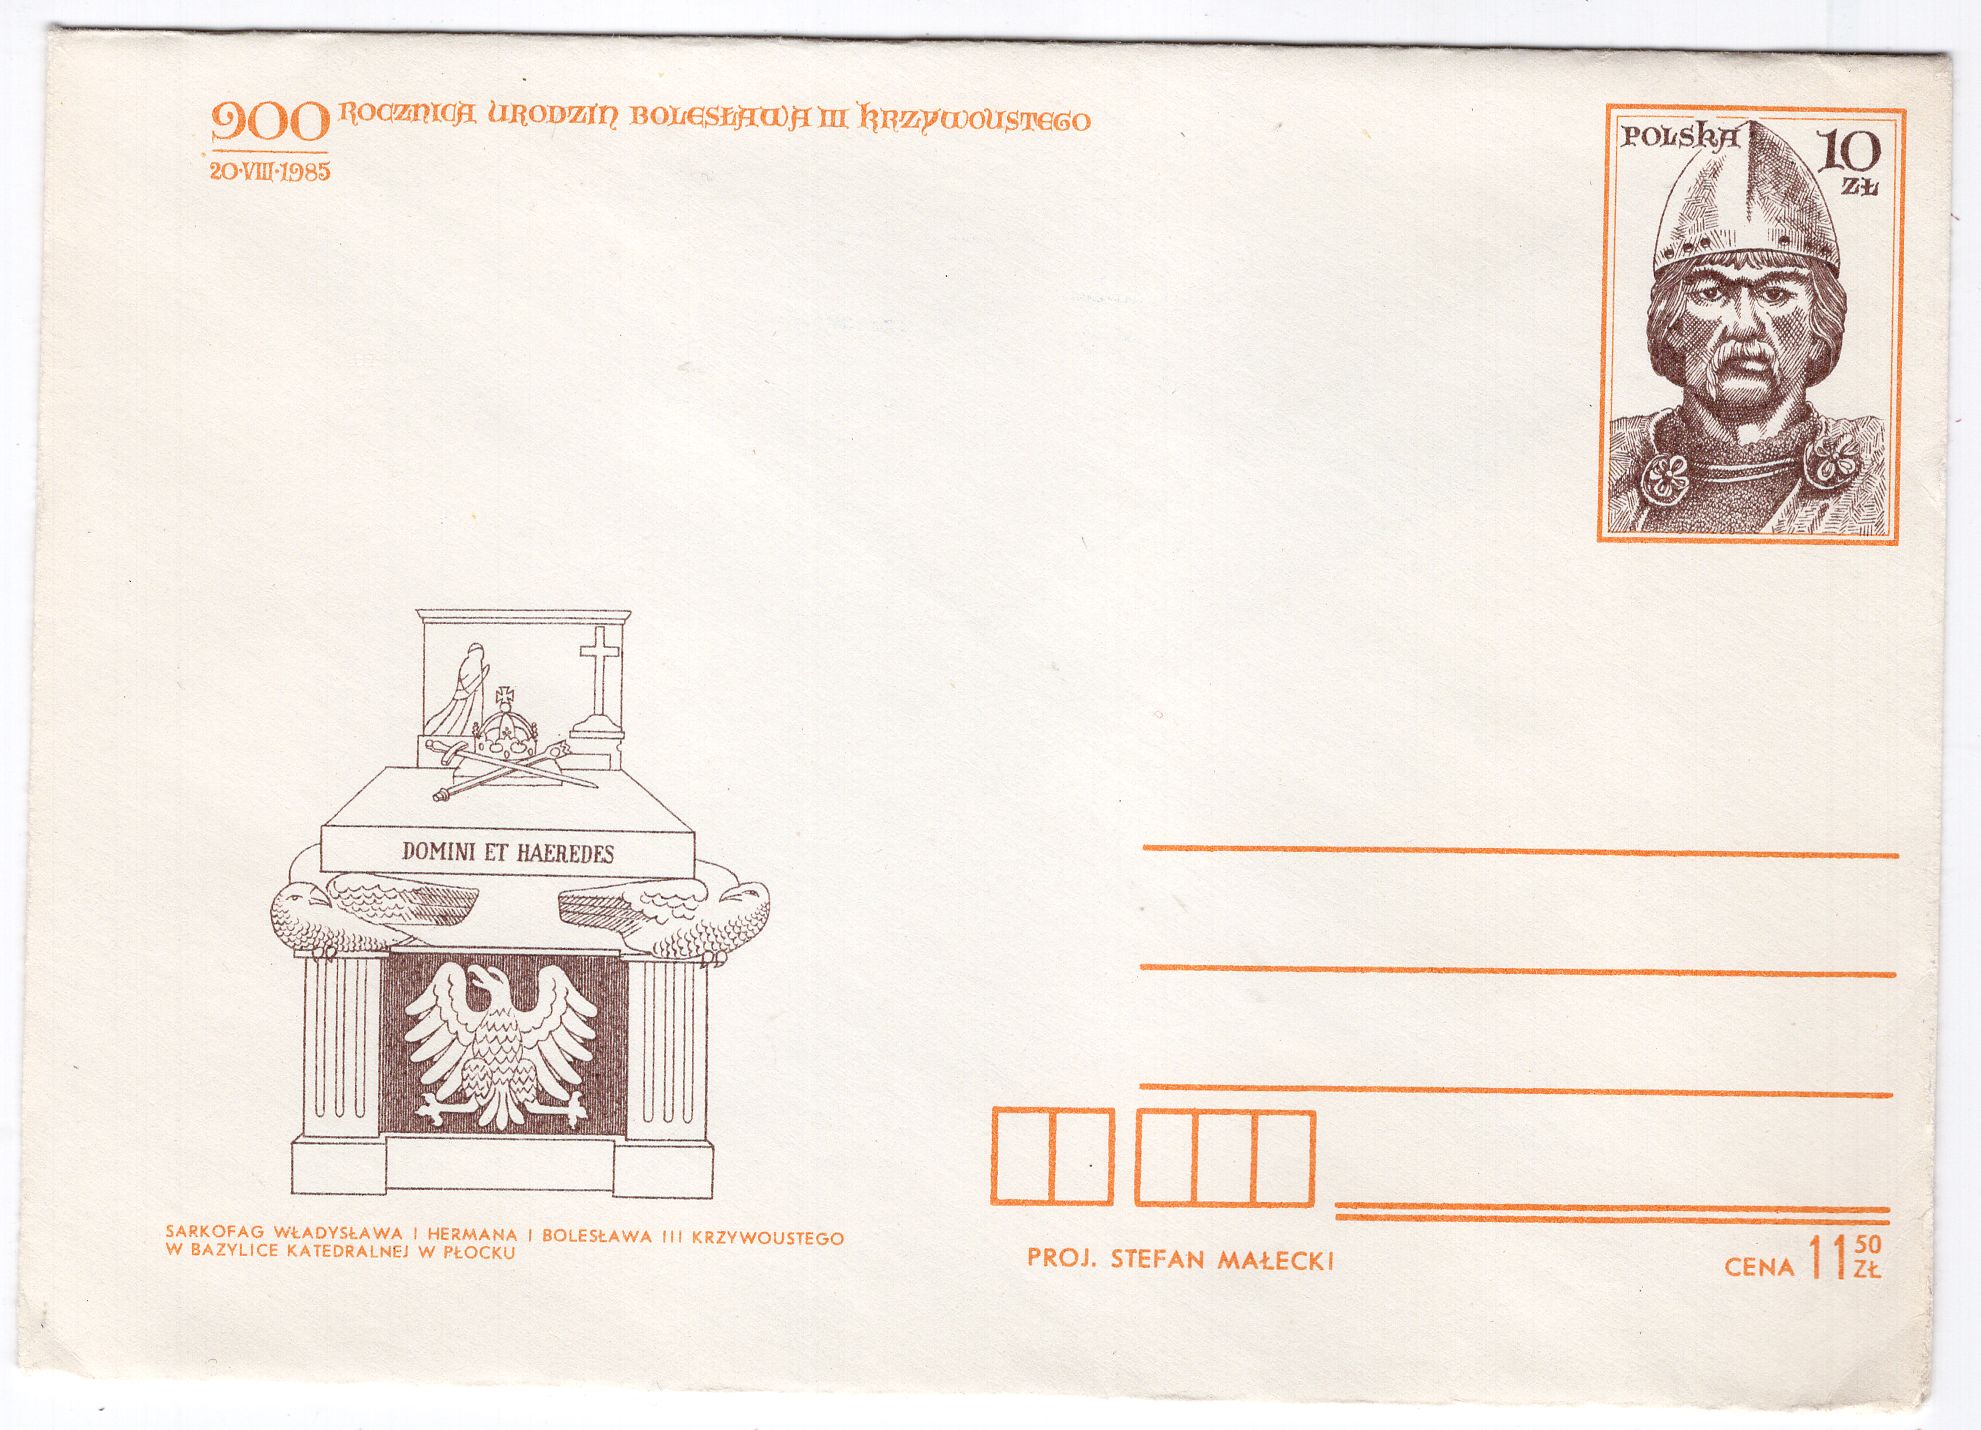 900 ROCZNICA URODZIN BOLESŁAWA III KRZYWOUSTEGO
20·VIII·1985
POLSKA 10
ZŁ
DOMINI ET HAEREDES
SARKOFAG WŁADYSŁAWA I HERMANA I BOLESŁAWA III KRZYWOUSTEGO
W BAZYLICE KATEDRALNEJ W PŁOCKU
PROJ. STEFAN MAŁECKI
CENA 11 50 ZŁ